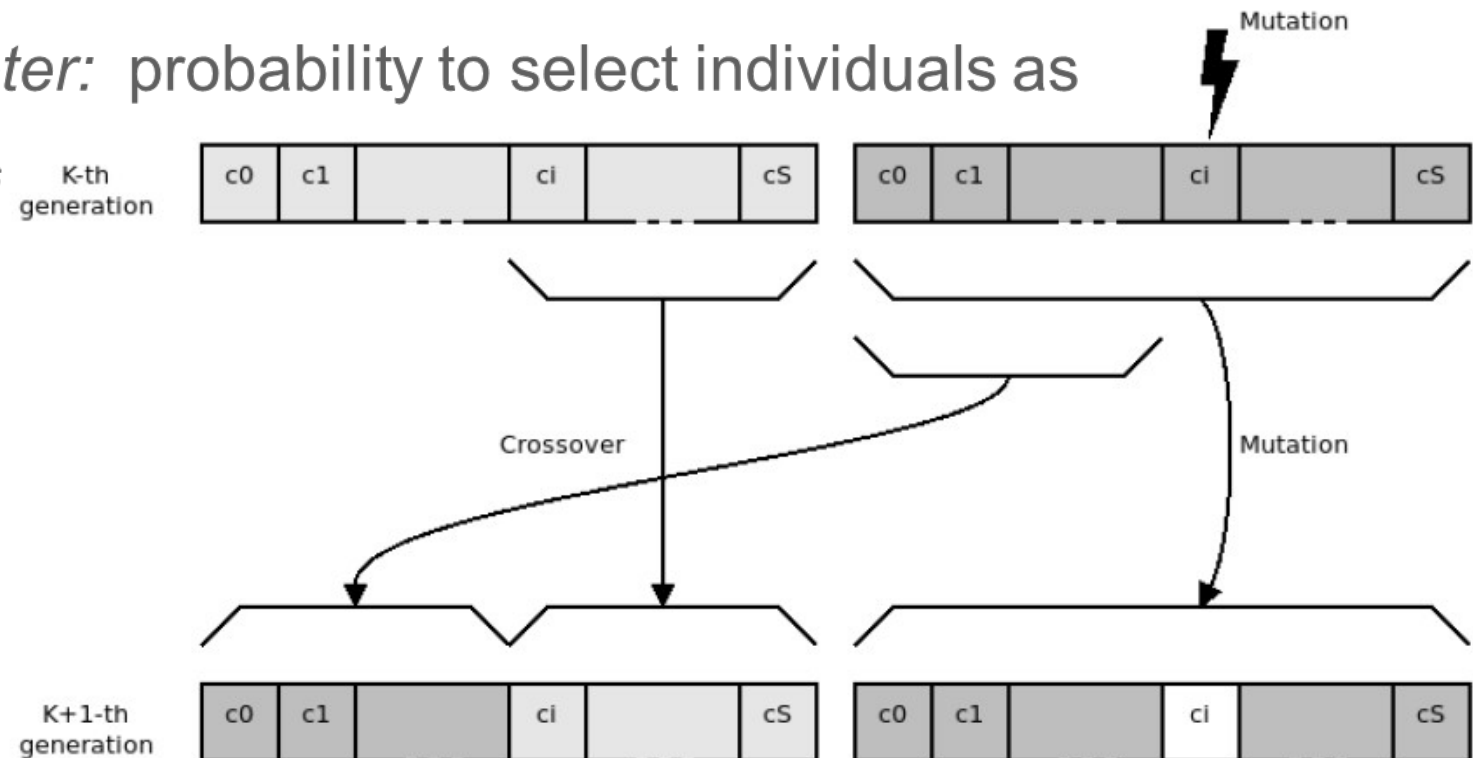 Mutation
ter: probability to select individuals as
K-th
generation
c0 c1 ci cS c0 c1 ci cS
Crossover
Mutation
K+1-th
generation
c0 c1 ci cS c0 c1 ci cS